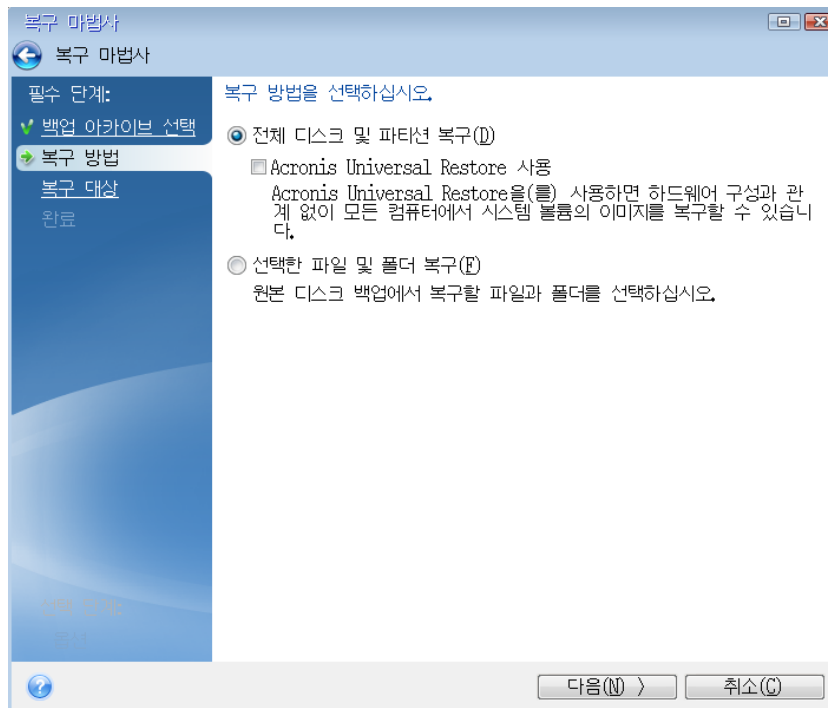 복구 마법사
복구 마법사
필수 단계:
백업 아카이브 선택
복구 방법
복구 대상
완료
복구 방법을 선택하십시오.
전체 디스크 및 파티션 복구(D)
Acronis Universal Restore 사용
Acronis Universal Restore을(를) 사용하면 하드웨어 구성과 관
계 없이 모든 컴퓨터에서 시스템 볼륨의 이미지를 복구할 수 있습니
다.
선택한 파일 및 폴더 복구(F)
원본 디스크 백업에서 복구할 파일과 폴더를 선택하십시오.
다음(N) 〉
취소(C)